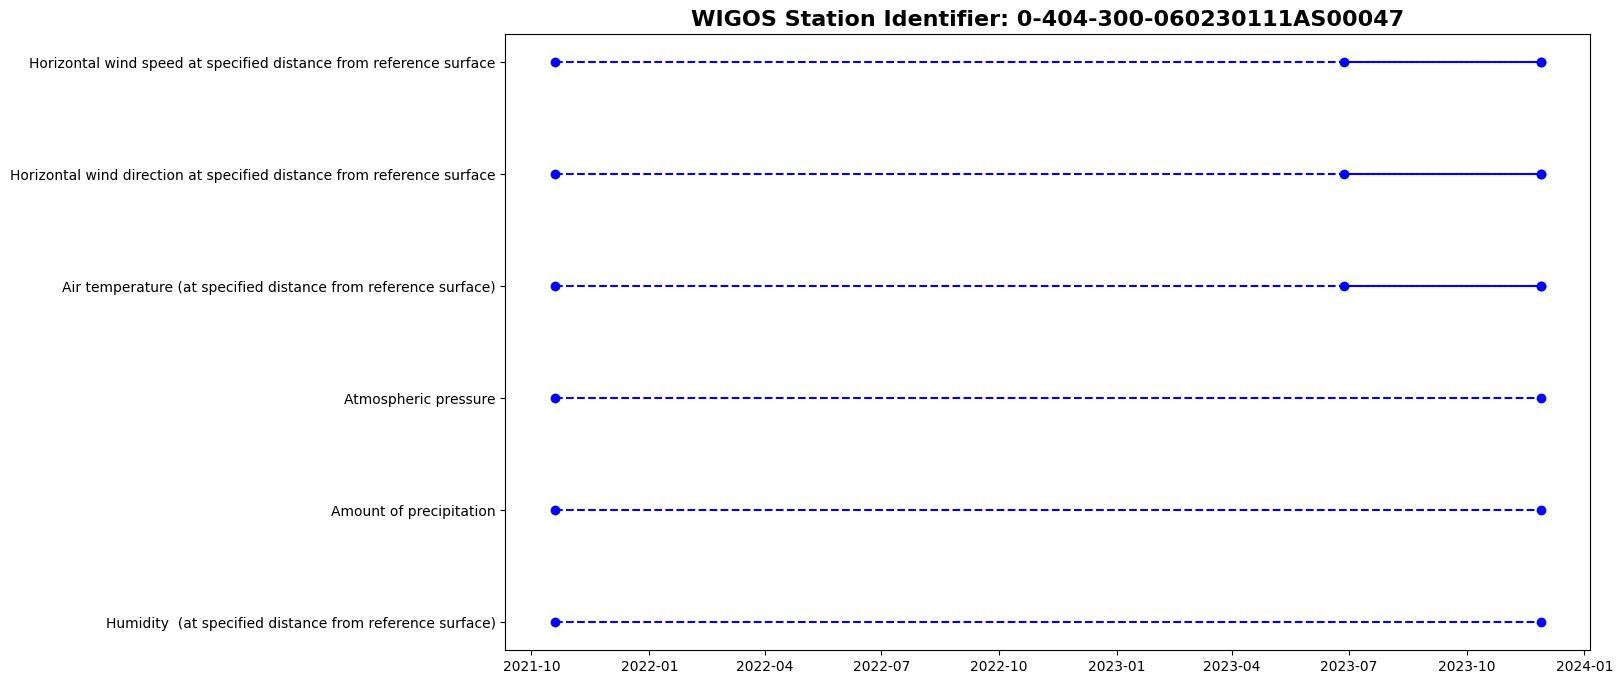 WIGOS Station Identifier: 0-404-300-060230111AS00047
Horizontal wind speed at specified distance from reference surface
Horizontal wind direction at specified distance from reference surface
Air temperature (at specified distance from reference surface)
Atmospheric pressure
Amount of precipitation
Humidity  (at specified distance from reference surface)
2021-10 2022-01 2022-04 2022-07 2022-10 2023-01 2023-04 2023-07 2023-10 2024-01